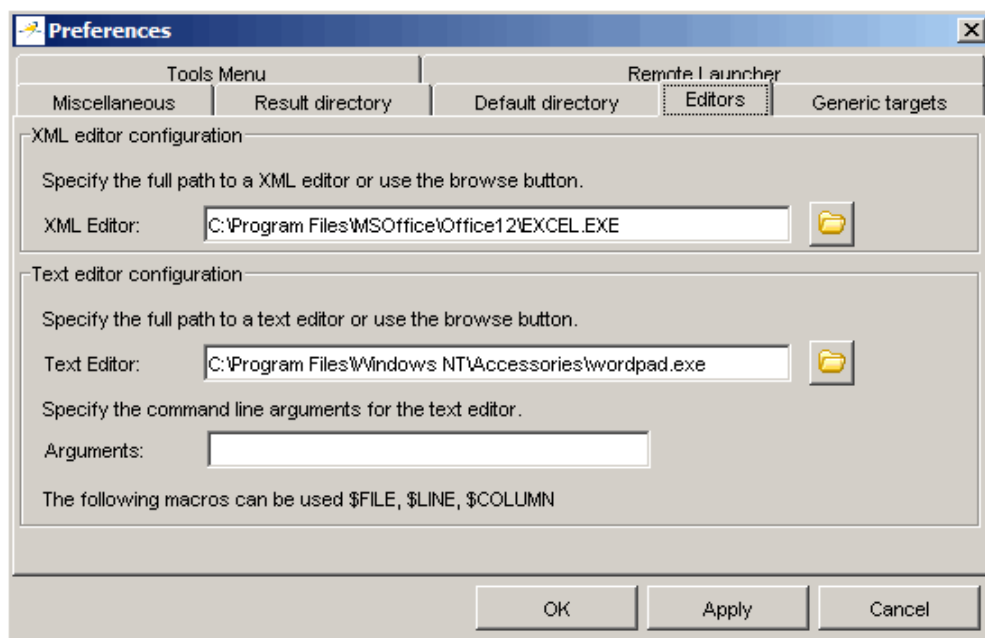 Preferences
Tools Menu Remote Launcher
Miscellaneous Result directory Default directory Editors Generic targets
XML editor configuration
Specify the full path to a XML editor or use the browse button.
XML Editor: C:\Program Files\MSOffice\Office12\EXCEL.EXE
Text editor configuration
Specify the full path to a text editor or use the browse button.
Text Editor: C:\Program Files\Windows NT\Accessories\wordpad.exe
Specify the command line arguments for the text editor.
Arguments:
The following macros can be used $FILE, $LINE, $COLUMN
OK Apply Cancel